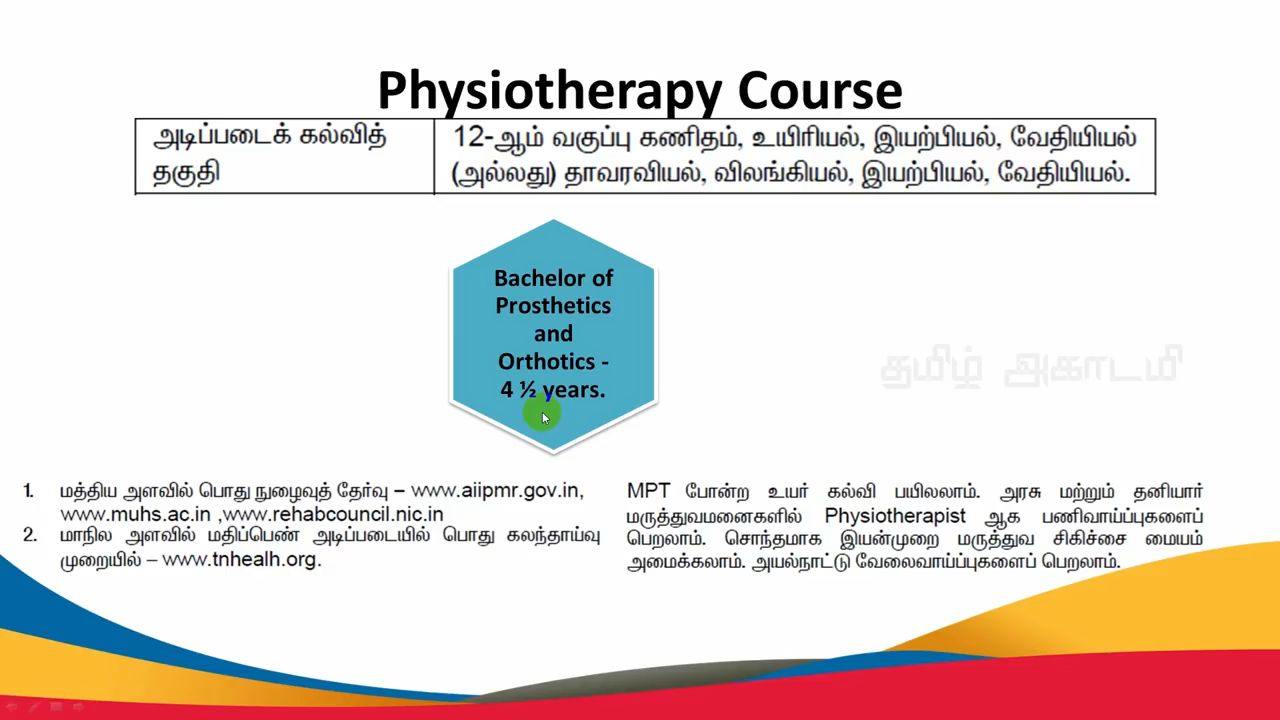 Physiotherapy Course
அடிப்படைக் கல்வித்
தகுதி
12-ஆம் வகுப்பு கணிதம், உயிரியல், இயற்பியல், வேதியியல்
(அல்லது) தாவரவியல், விலங்கியல், இயற்பியல், வேதியியல்.
Bachelor of
Prosthetics
and
Orthotics -
4 ½ years.
தமிழ் அகாடமி
1. மத்திய அளவில் பொது நுழைவுத் தேர்வு – www.aiipmr.gov.in,
www.muhs.ac.in ,www.rehabcouncil.nic.in
2. மாநில அளவில் மதிப்பெண் அடிப்படையில் பொது கலந்தாய்வு
முறையில் – www.tnhealh.org.
MPT போன்ற உயர் கல்வி பயிலலாம். அரசு மற்றும் தனியார்
மருத்துவமனைகளில் Physiotherapist ஆக பணிவாய்ப்புகளைப்
பெறலாம். சொந்தமாக இயன்முறை மருத்துவ சிகிச்சை மையம்
அமைக்கலாம். அயல்நாட்டு வேலைவாய்ப்புகளைப் பெறலாம்.